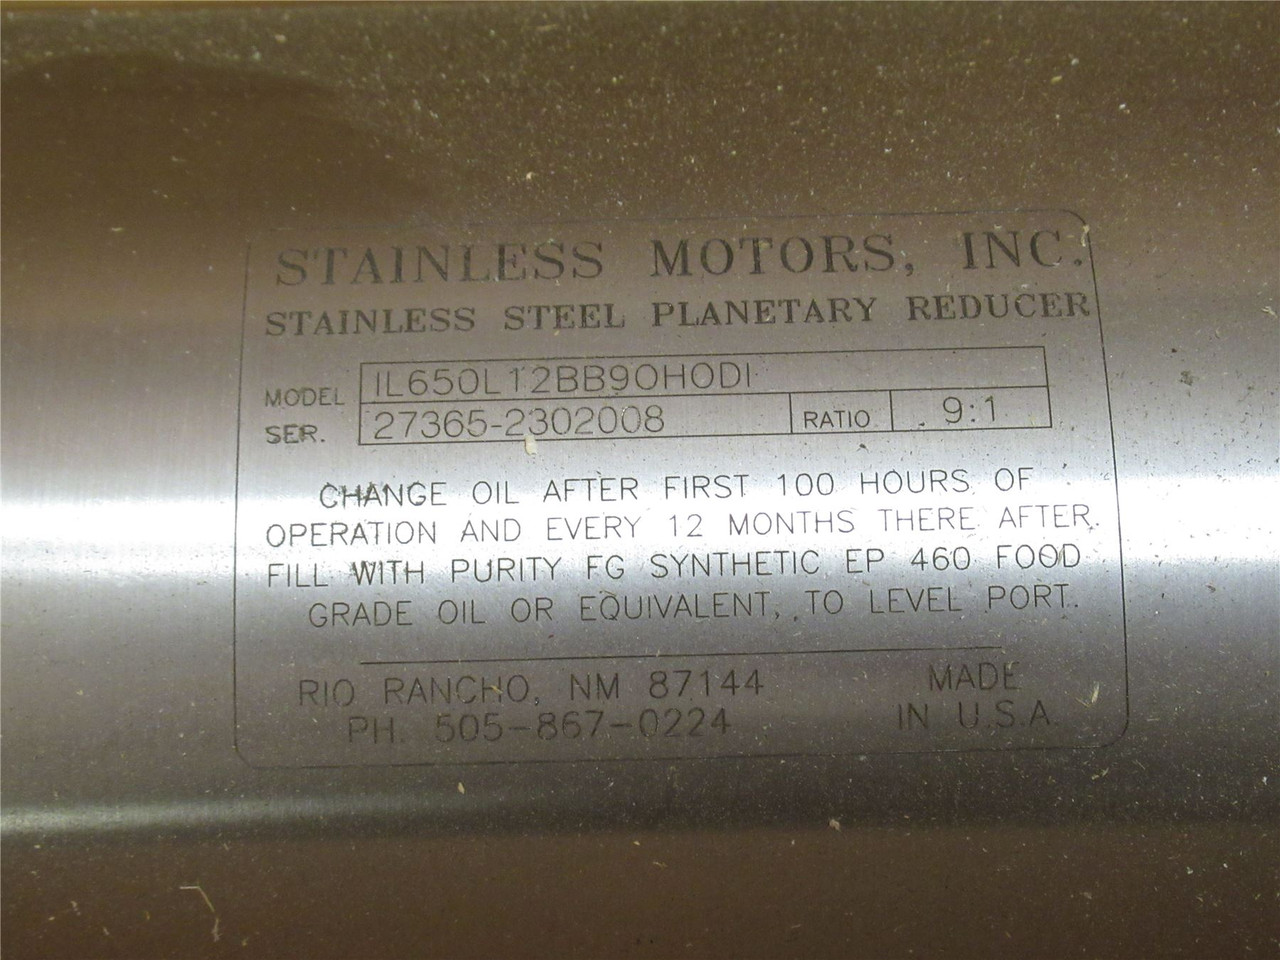 STAINLESS MOTORS, INC.
STAINLESS STEEL PLANETARY REDUCER
MODEL IL650L12BB90H0DI
SER. 27365-2302008 RATIO 9:1
CHANGE OIL AFTER FIRST 100 HOURS OF
OPERATION AND EVERY 12 MONTHS THERE AFTER.
FILL WITH PURITY FG SYNTHETIC EP 460 FOOD
GRADE OIL OR EQUIVALENT, TO LEVEL PORT.
RIO RANCHO, NM 87144 MADE
PH. 505-867-0224 IN U.S.A.